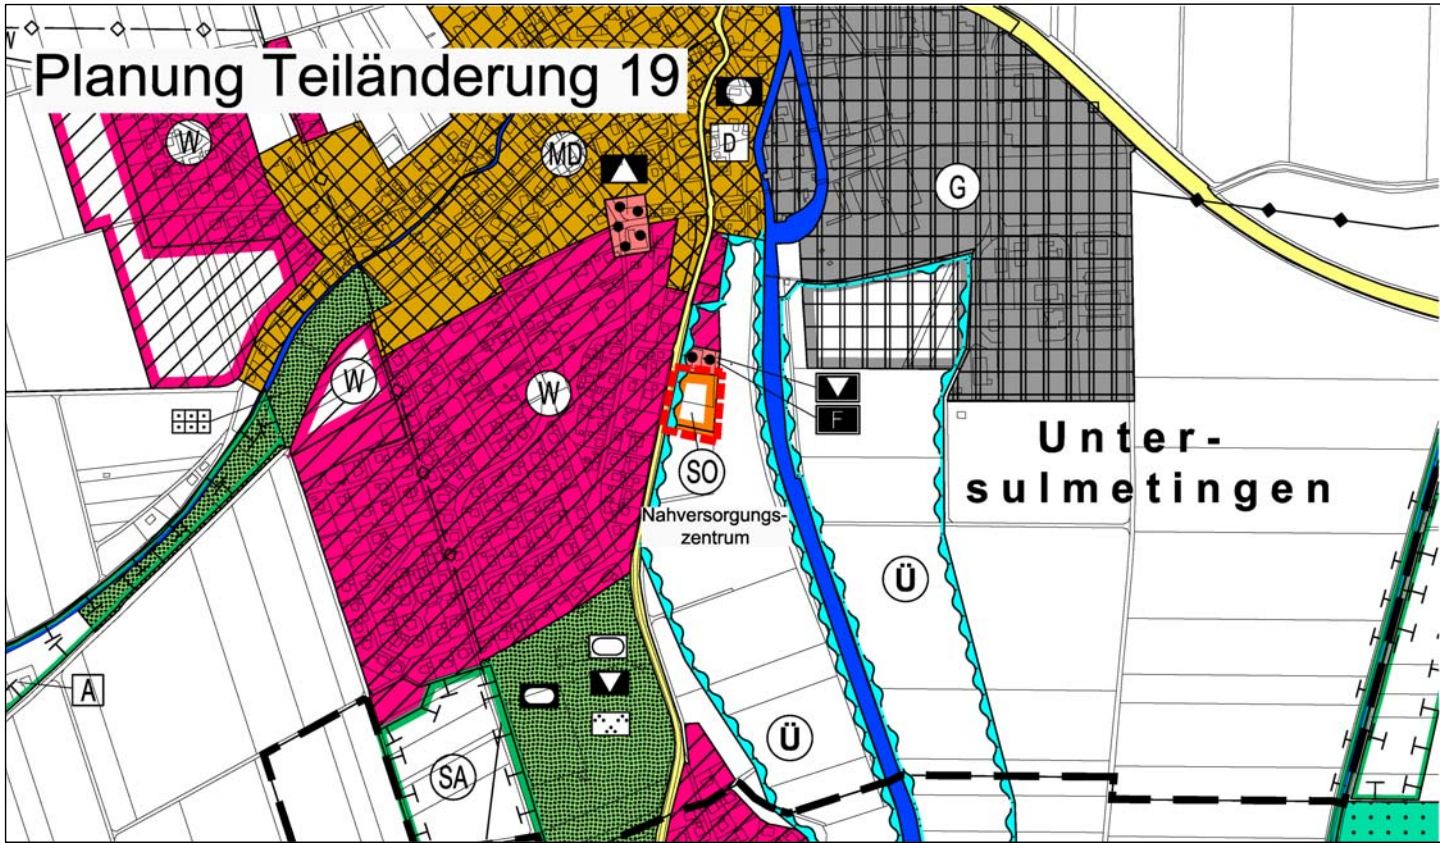 Planung Teiländerung 19
W
D
MD
G
W
W
F
Unter-
sulmetingen
SO
Nahversorgungs-
zentrum
Ü
A
Ü
SA